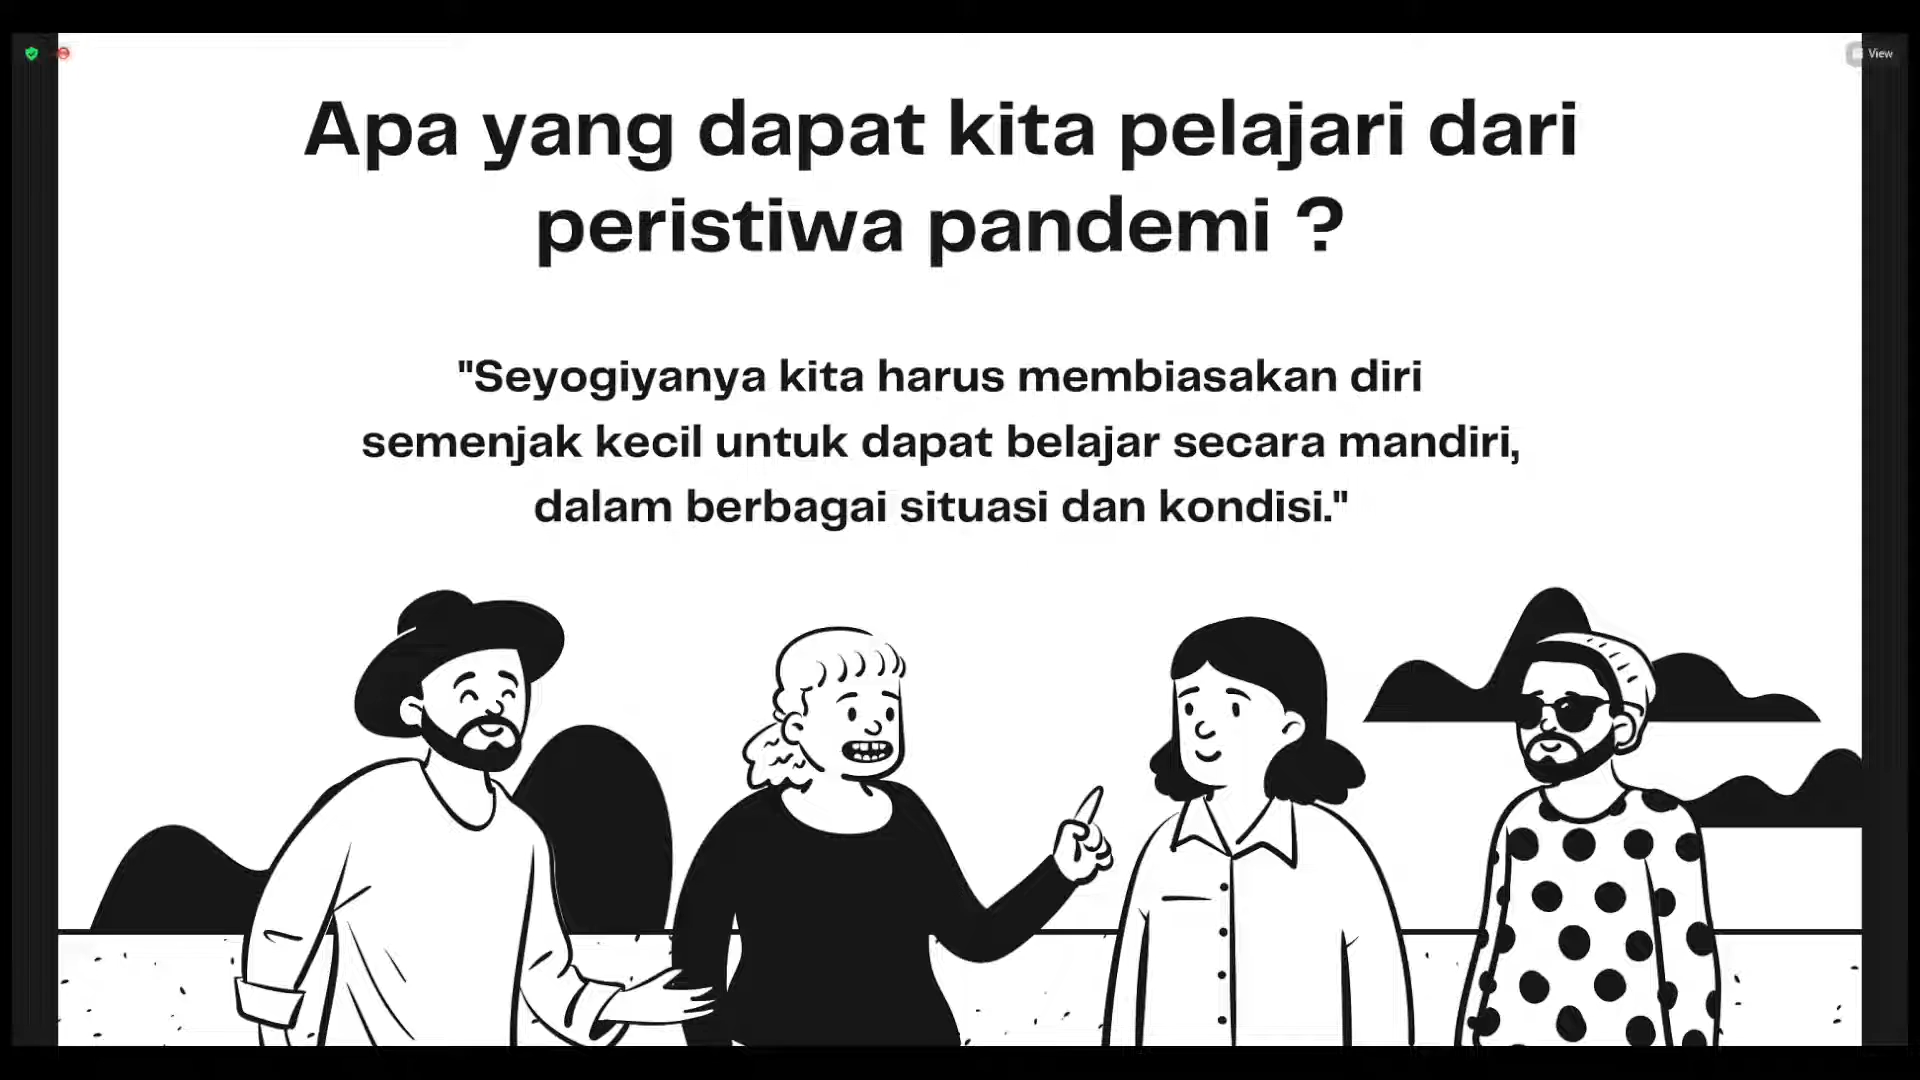 View
Apa yang dapat kita pelajari dari
peristiwa pandemi ?
"Seyogiyanya kita harus membiasakan diri
semenjak kecil untuk dapat belajar secara mandiri,
dalam berbagai situasi dan kondisi."